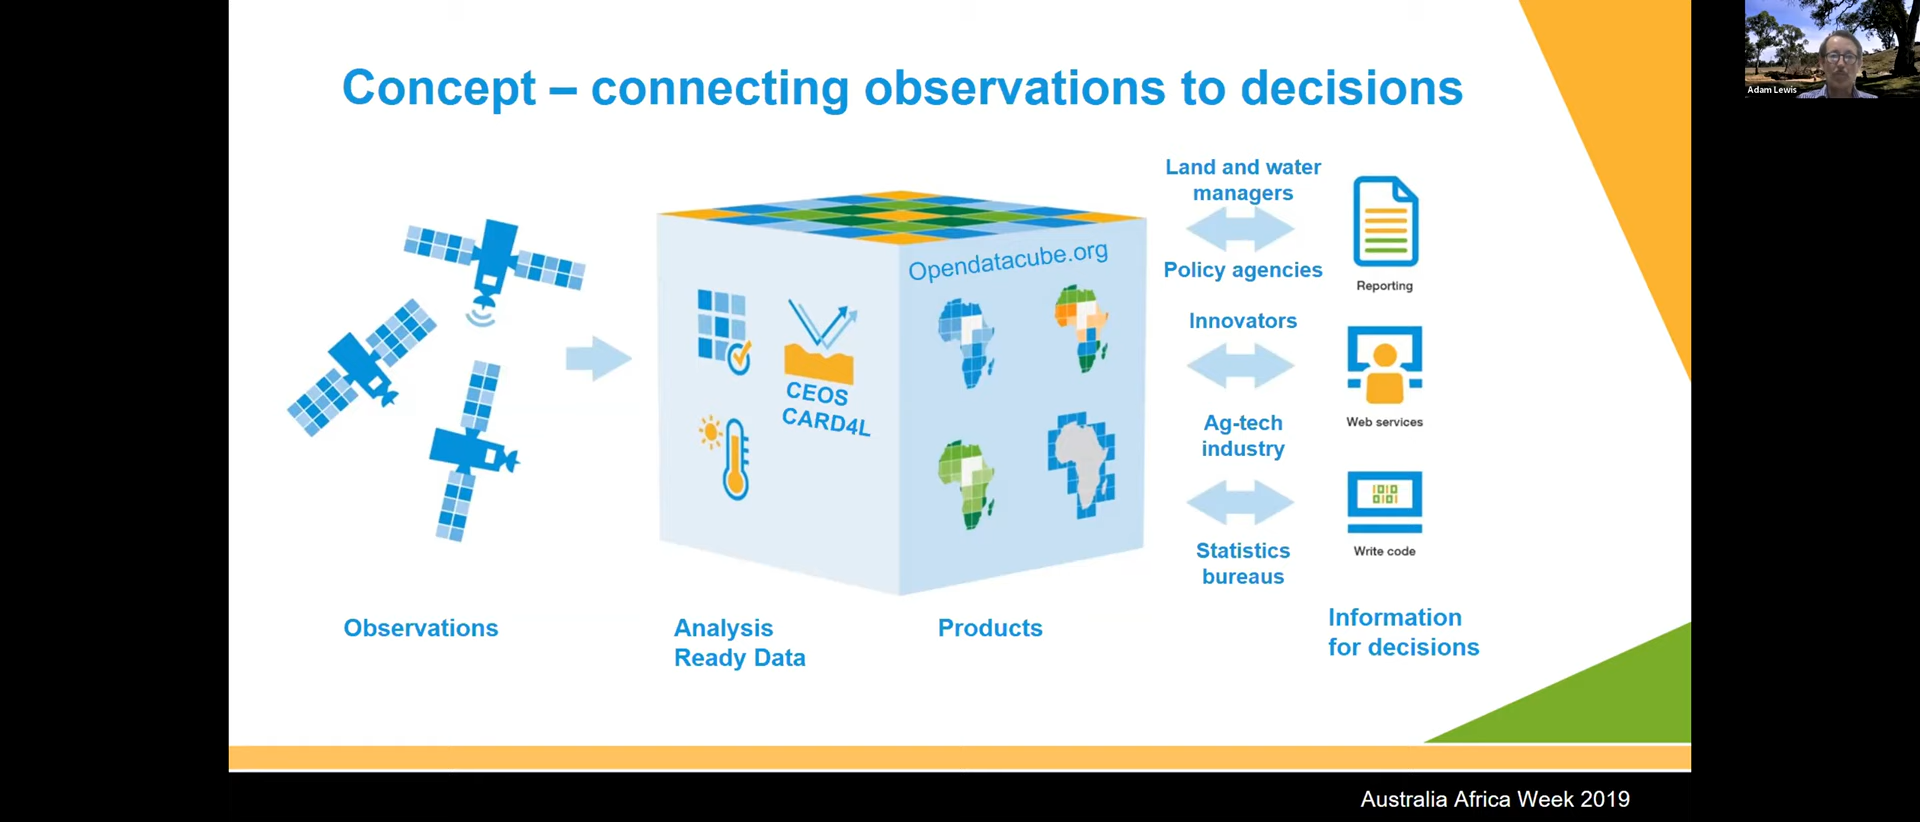 Concept – connecting observations to decisions
Adam Lewis
Land and water
managers
Policy agencies
Reporting
Innovators
Web services
Ag-tech
industry
Write code
Statistics
bureaus
Opendatacube.org
CEOS
CARD4L
1010
0101
Observations
Analysis
Ready Data
Products
Information
for decisions
Australia Africa Week 2019